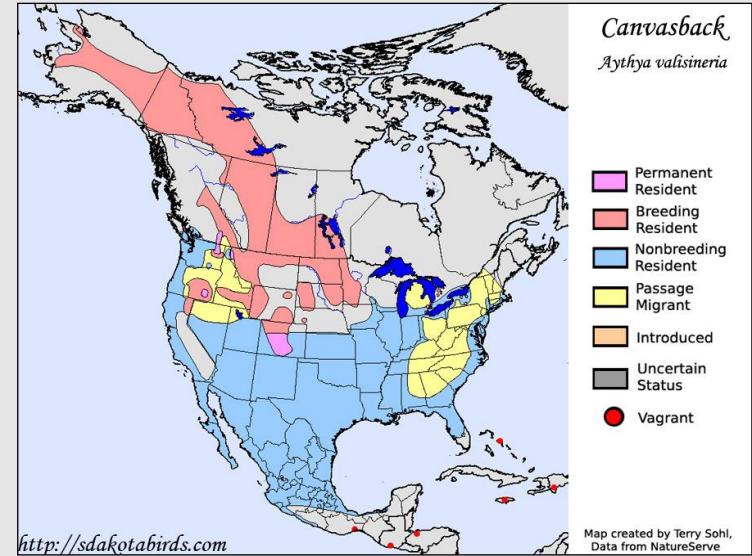 Canvasback
Aythya valisineria
Permanent
Resident
Breeding
Resident
Nonbreeding
Resident
Passage
Migrant
Introduced
Uncertain
Status
Vagrant
http://sdakotabirds.com
Map created by Terry Sohl,
Data from NatureServe